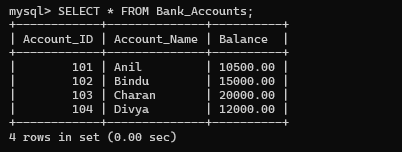 mysql> SELECT * FROM Bank_Accounts;
+------------+--------------+----------+
| Account_ID | Account_Name | Balance  |
+------------+--------------+----------+
|        101 | Anil         | 10500.00 |
|        102 | Bindu        | 15000.00 |
|        103 | Charan       | 20000.00 |
|        104 | Divya        | 12000.00 |
+------------+--------------+----------+
4 rows in set (0.00 sec)